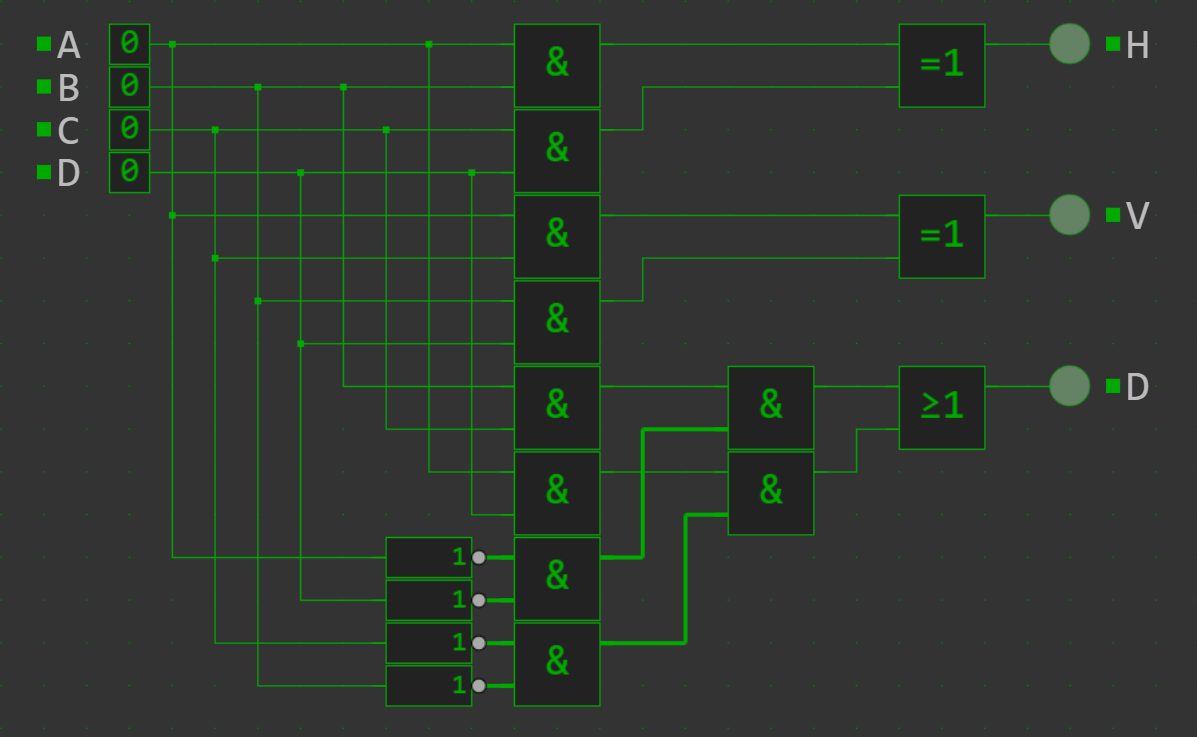 A 0 & =1 H
B 0
C 0 &
D 0
& =1 V
&
& & ≥1 D
& &
1 &
1
1 &
1